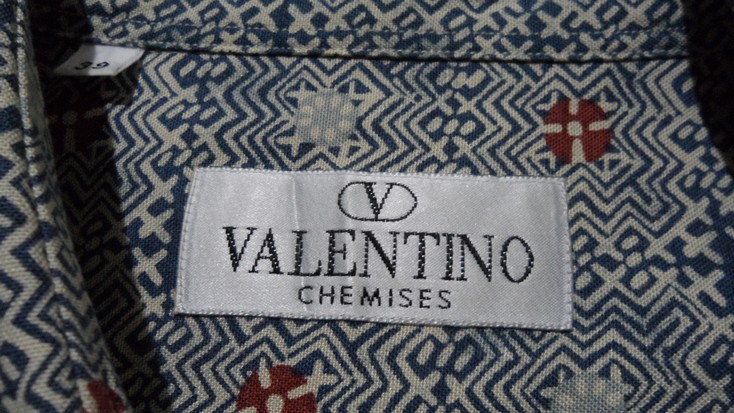 V
VALENTINO
CHEMISES